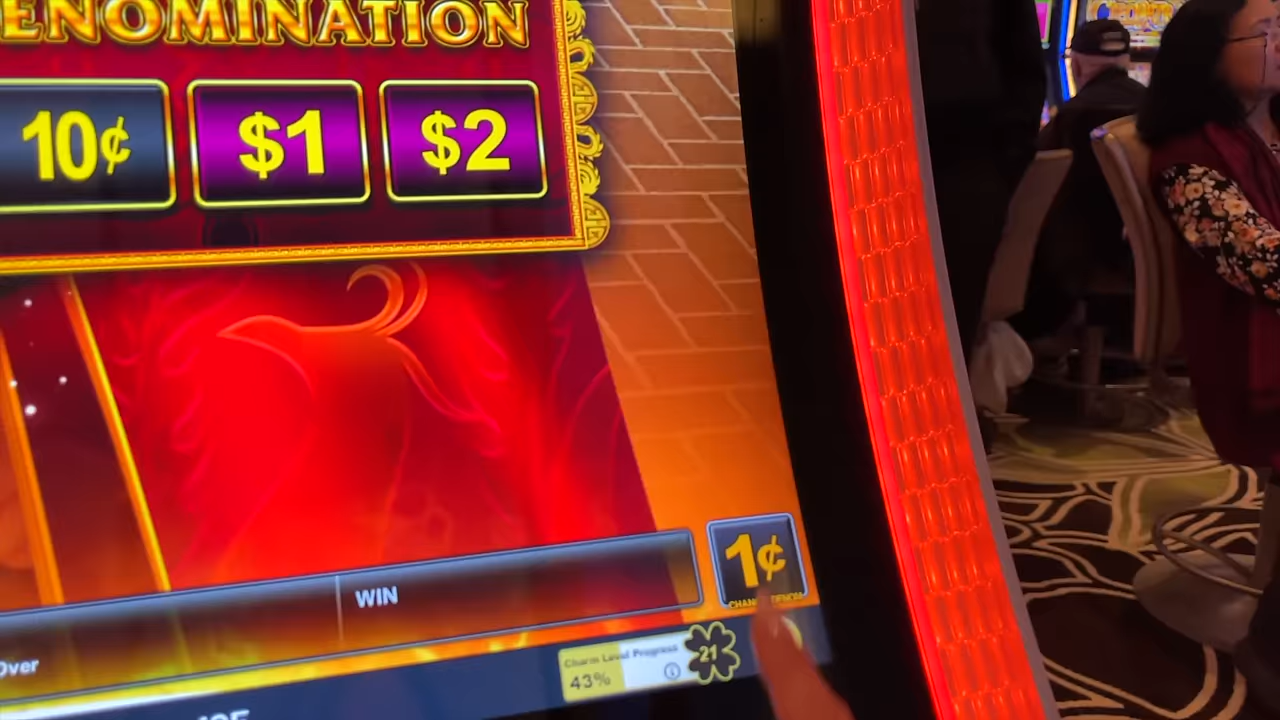 ENOMINATION
10¢ $1 $2
WIN
1¢
Over
Charm Level Progress
43%
21